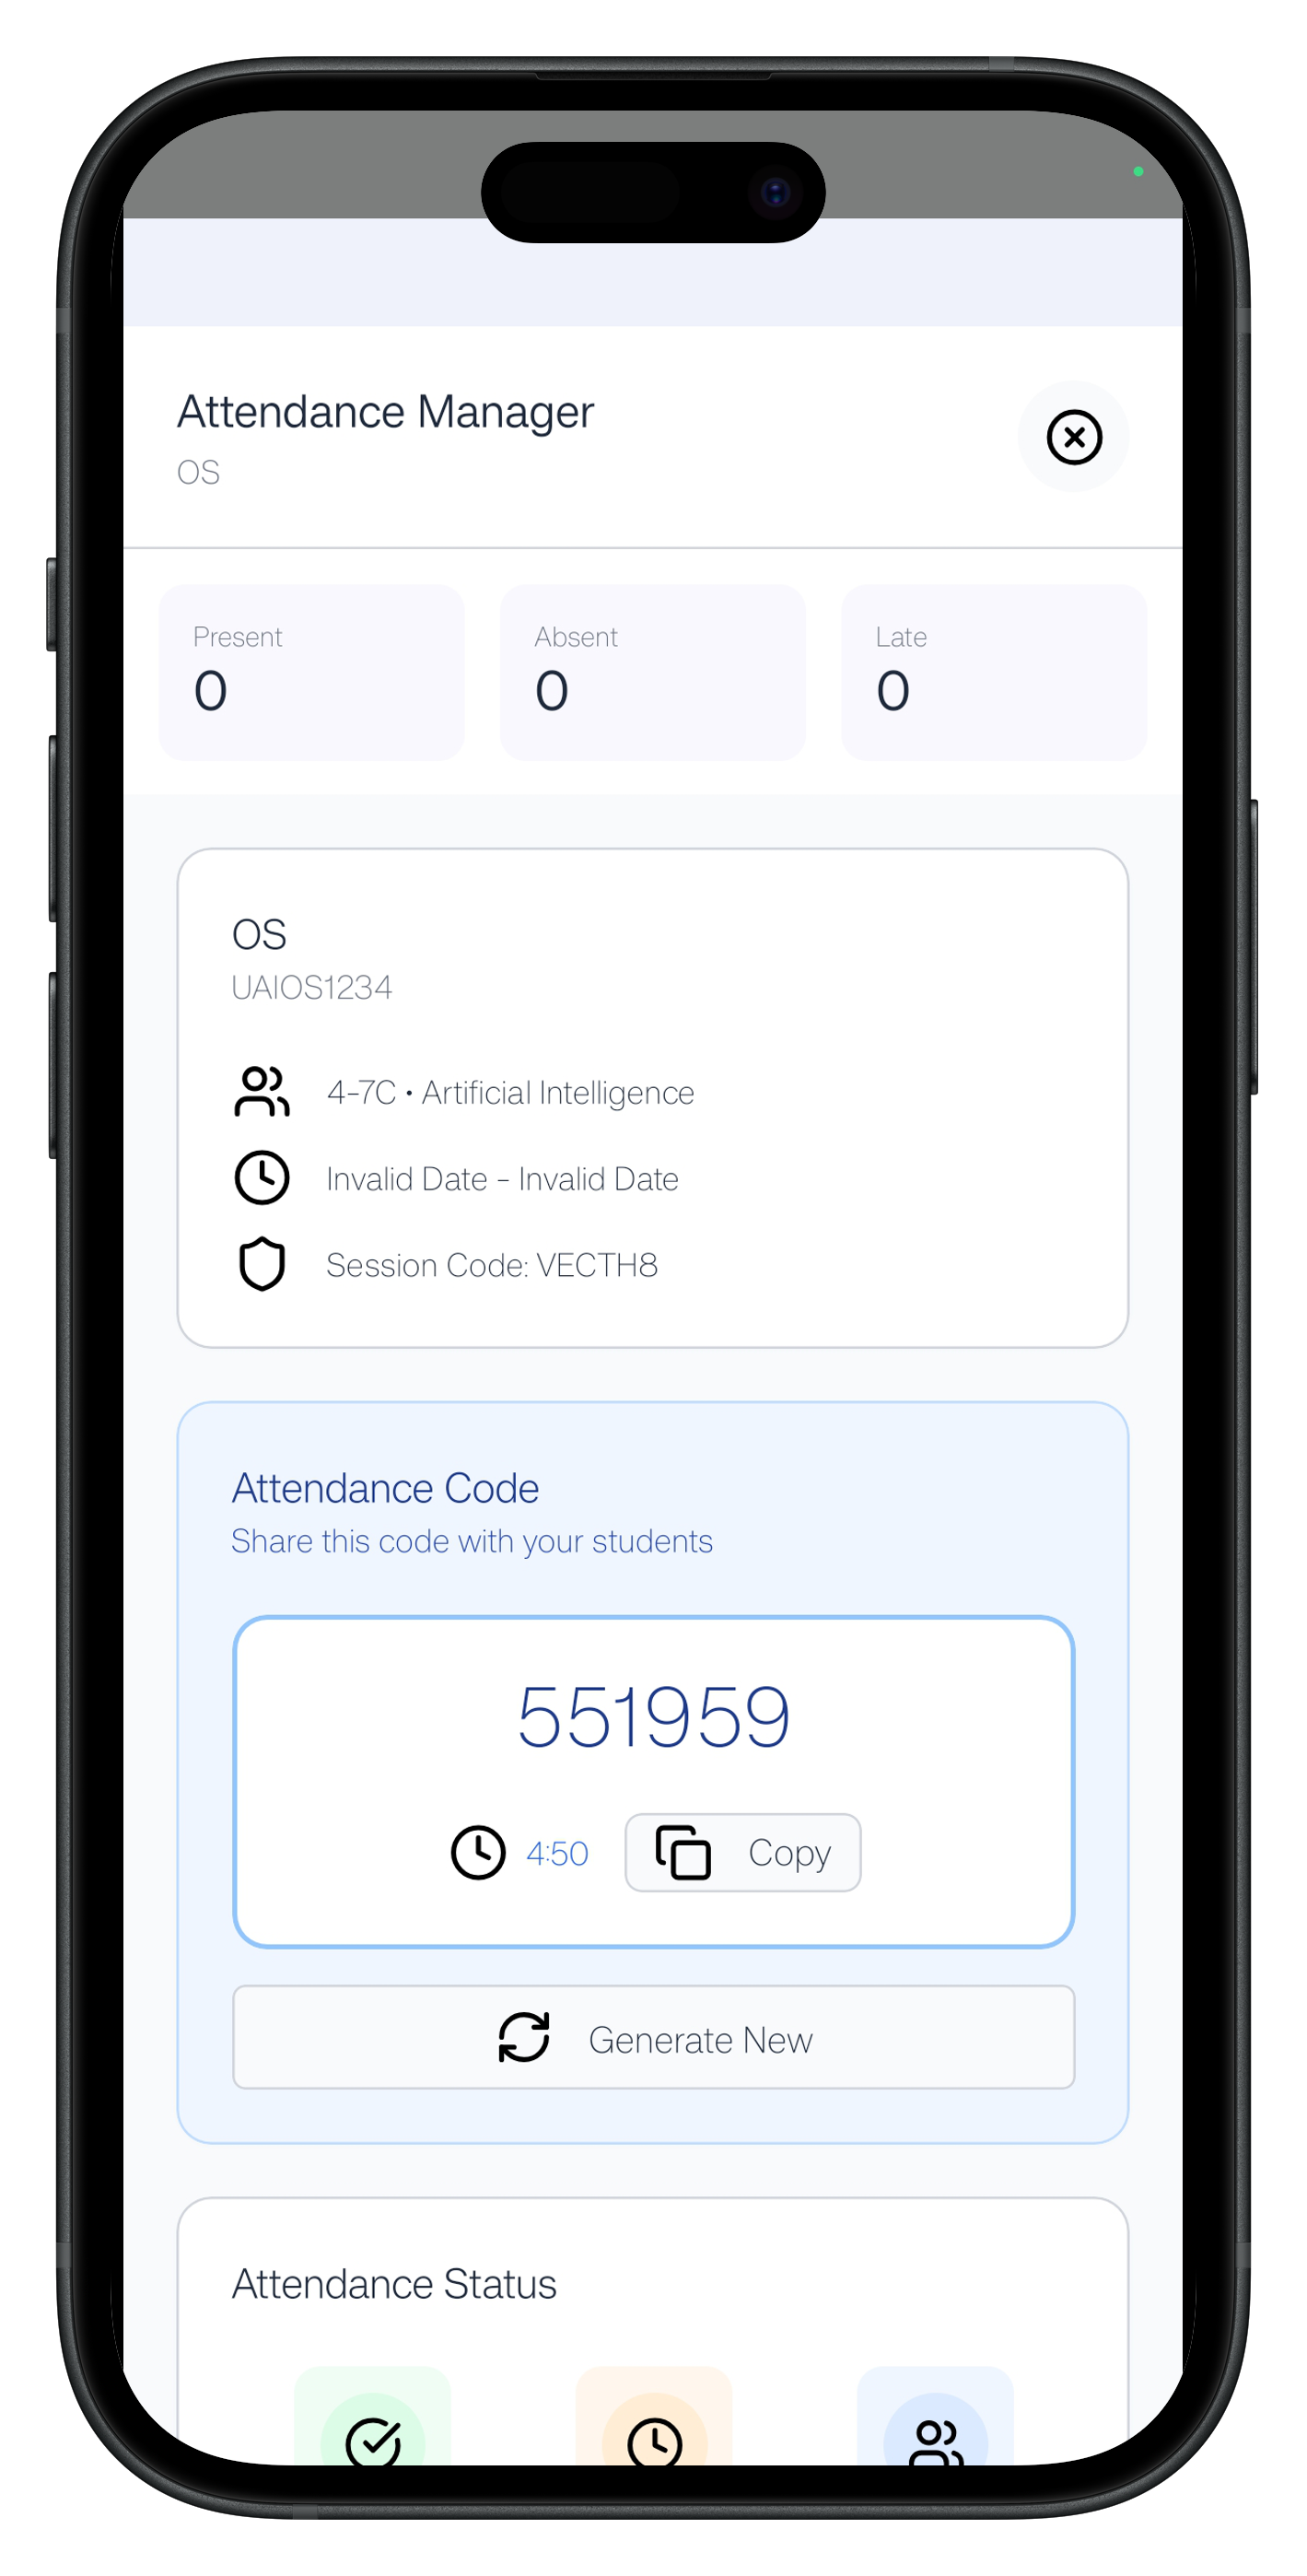 Attendance Manager
OS
Present
0
Absent
0
Late
0
OS
UAIOS1234
4-7C • Artificial Intelligence
Invalid Date - Invalid Date
Session Code: VECTH8
Attendance Code
Share this code with your students
551959
4:50
Copy
Generate New
Attendance Status